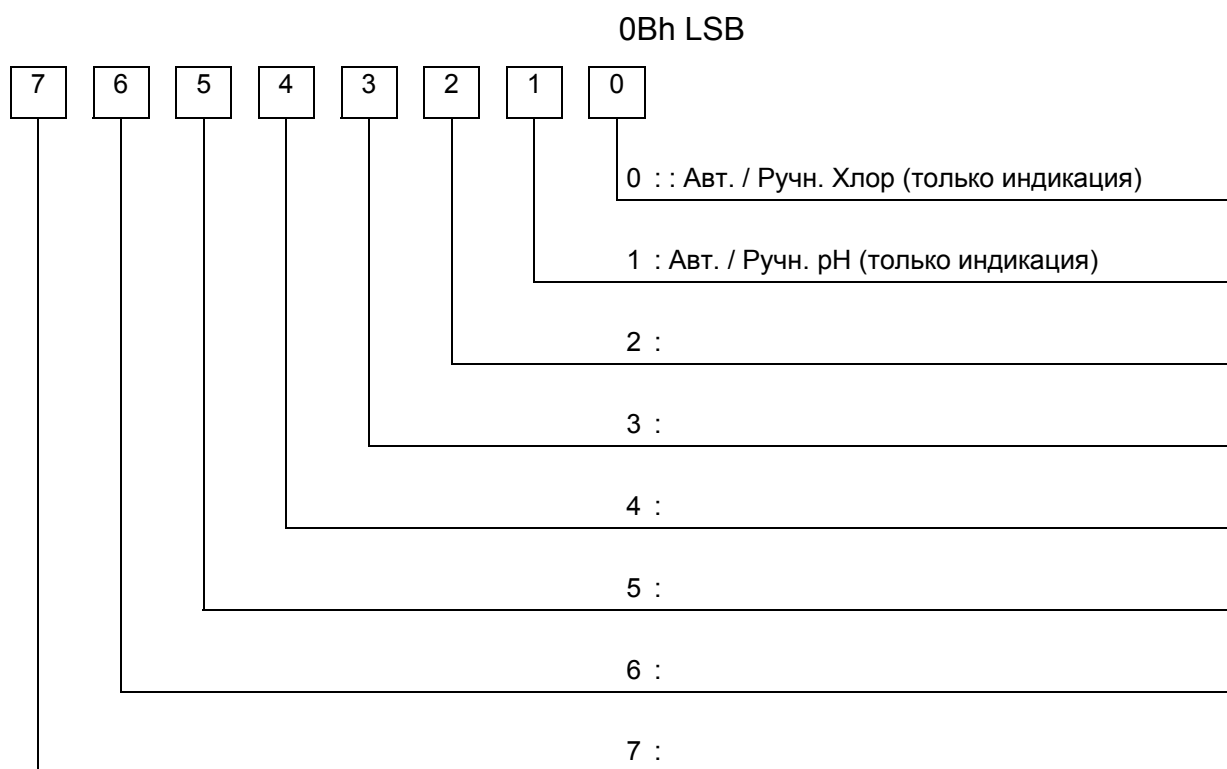 0Bh LSB
7 6 5 4 3 2 1 0
0 : : Авт. / Ручн. Хлор (только индикация)
1 : Авт. / Ручн. pH (только индикация)
2 :
3 :
4 :
5 :
6 :
7 :